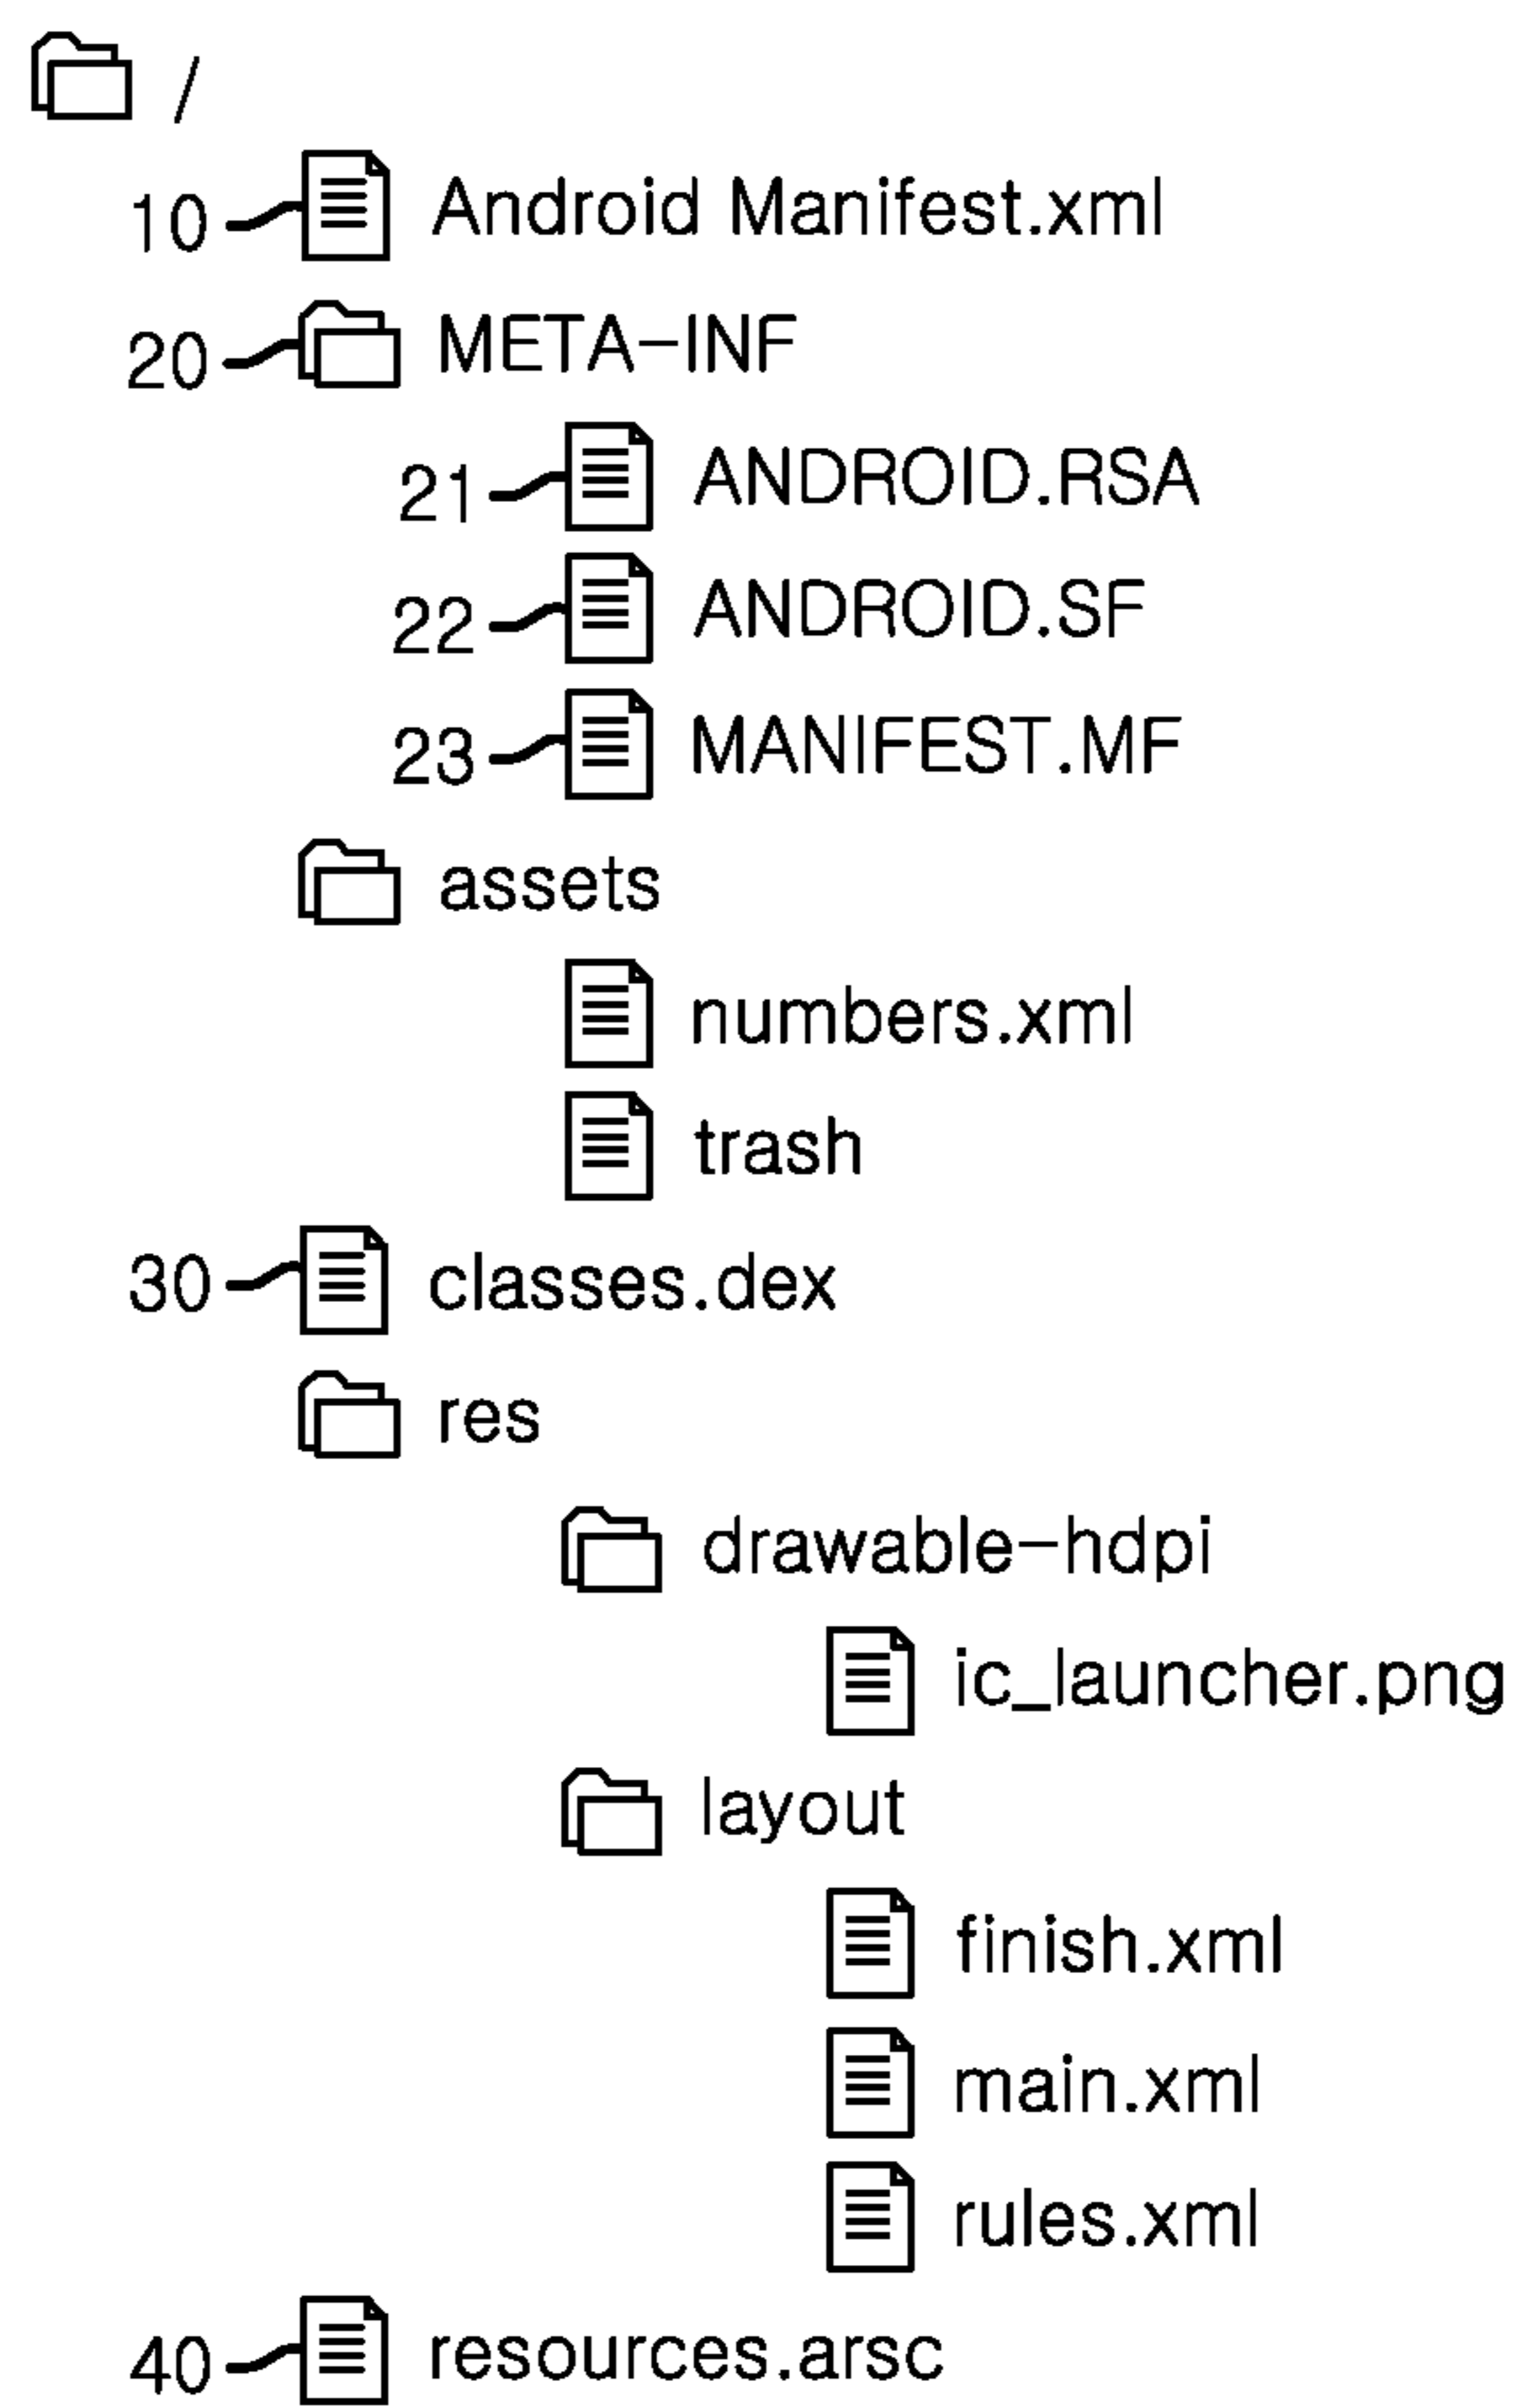 /
10 Android Manifest.xml
20 META-INF
21 ANDROID.RSA
22 ANDROID.SF
23 MANIFEST.MF
assets
numbers.xml
trash
30 classes.dex
res
drawable-hdpi
ic_launcher.png
layout
finish.xml
main.xml
rules.xml
40 resources.arsc